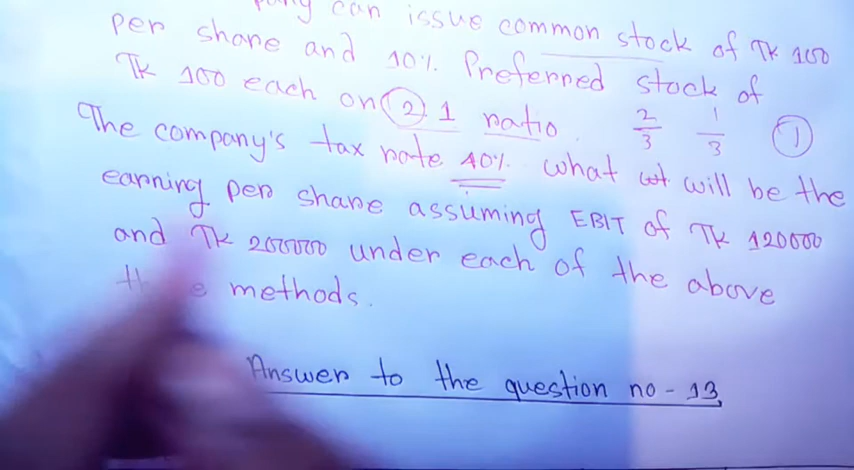 can issue common stock of TK 100
per share and 10% Preferred stock of
TK 100 each on 2 1 ratio 2/3 1/3 1
The company's tax rate 40% what wt will be the
earning per share assuming EBIT of TK 120000
and TK 200000 under each of the above
methods.
Answer to the question no - 13